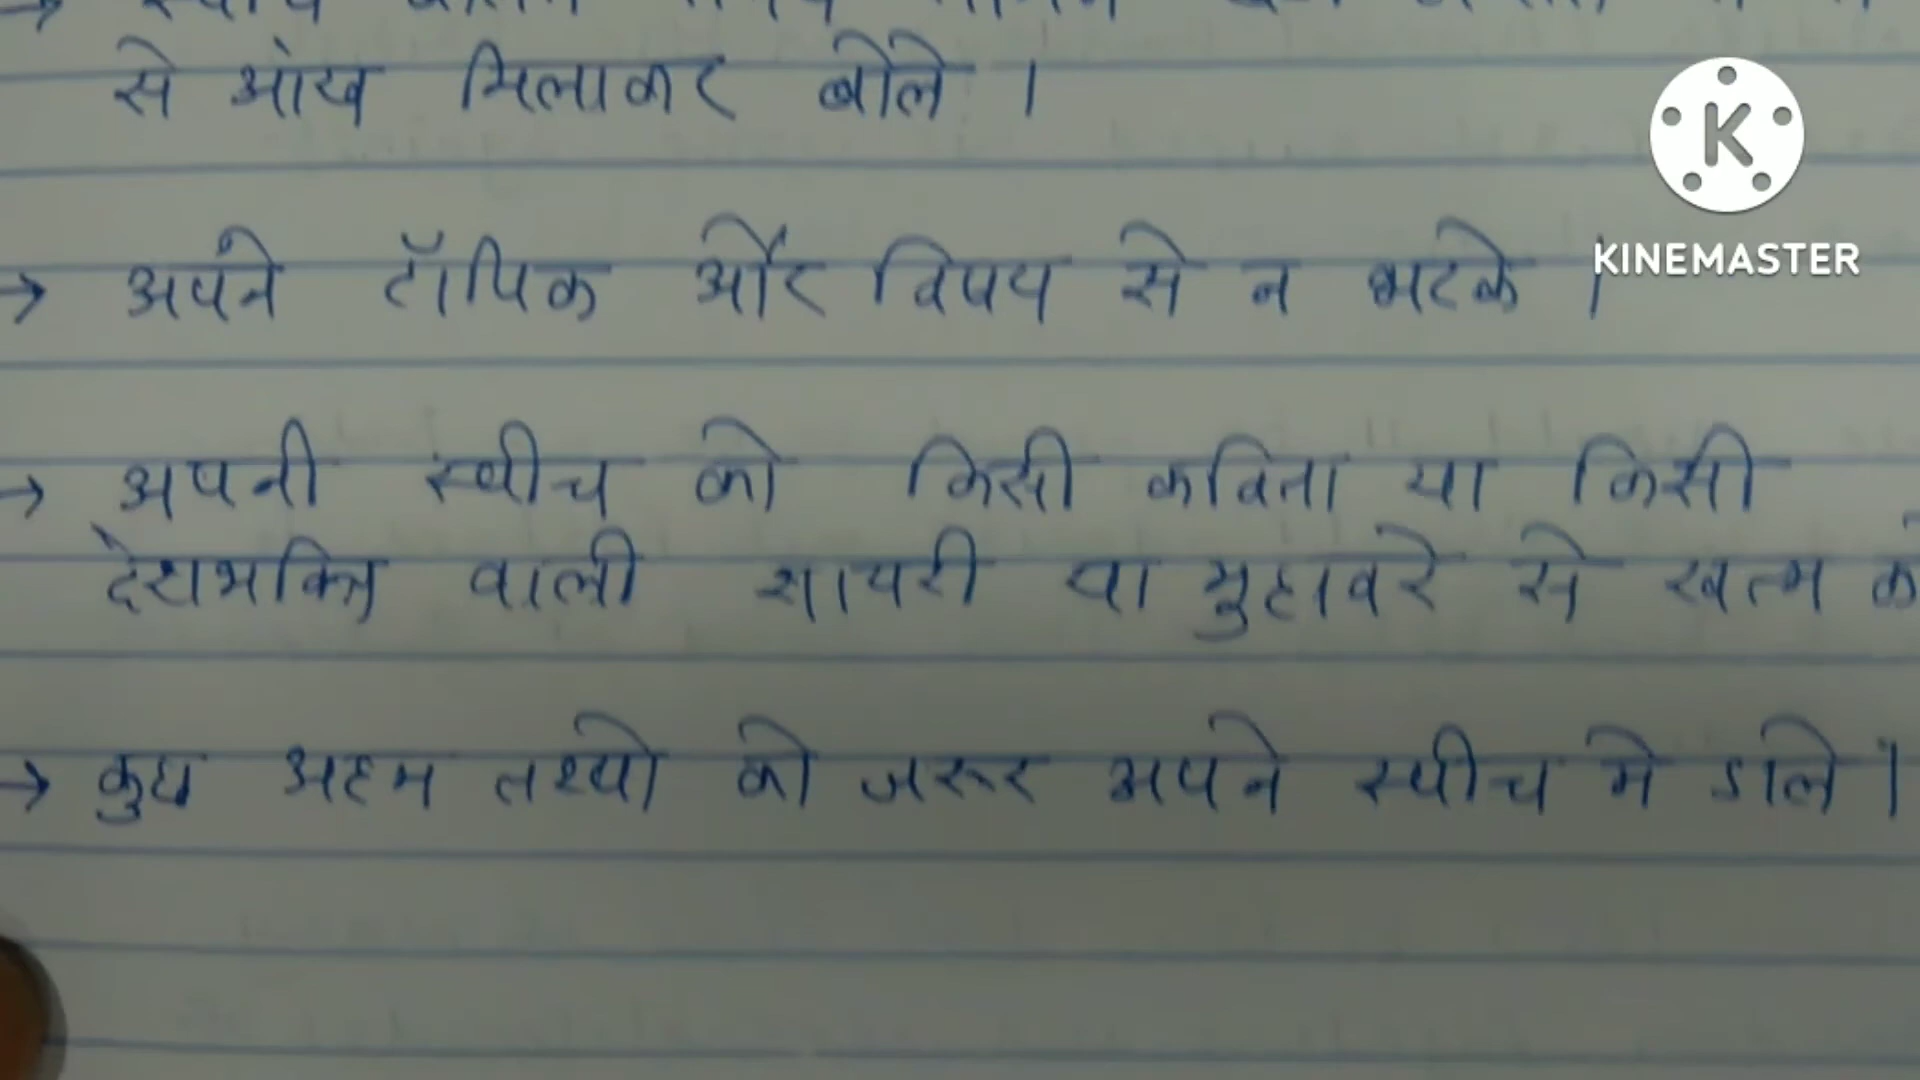 → स्पीच
से आंख मिलाकर बोले ।
→ अपने टॉपिक और विषय से न भटके ।
→ अपनी स्पीच को किसी कविता या किसी
देशभक्ति वाली शायरी या मुहावरे से खत्म
→ कुछ अहम तथ्यो को जरूर अपने स्पीच मे डाले ।
KINEMASTER